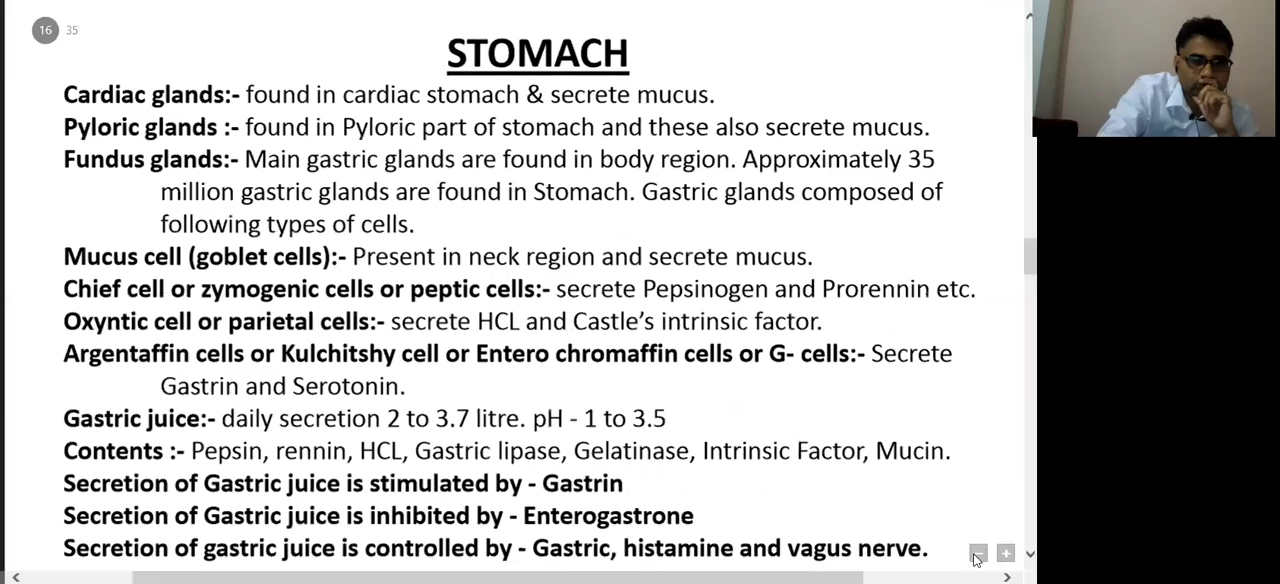 16 35
STOMACH
Cardiac glands:- found in cardiac stomach & secrete mucus.
Pyloric glands :- found in Pyloric part of stomach and these also secrete mucus.
Fundus glands:- Main gastric glands are found in body region. Approximately 35
million gastric glands are found in Stomach. Gastric glands composed of
following types of cells.
Mucus cell (goblet cells):- Present in neck region and secrete mucus.
Chief cell or zymogenic cells or peptic cells:- secrete Pepsinogen and Prorennin etc.
Oxyntic cell or parietal cells:- secrete HCL and Castle's intrinsic factor.
Argentaffin cells or Kulchitshy cell or Entero chromaffin cells or G- cells:- Secrete
Gastrin and Serotonin.
Gastric juice:- daily secretion 2 to 3.7 litre. pH - 1 to 3.5
Contents :- Pepsin, rennin, HCL, Gastric lipase, Gelatinase, Intrinsic Factor, Mucin.
Secretion of Gastric juice is stimulated by - Gastrin
Secretion of Gastric juice is inhibited by - Enterogastrone
Secretion of gastric juice is controlled by - Gastric, histamine and vagus nerve.